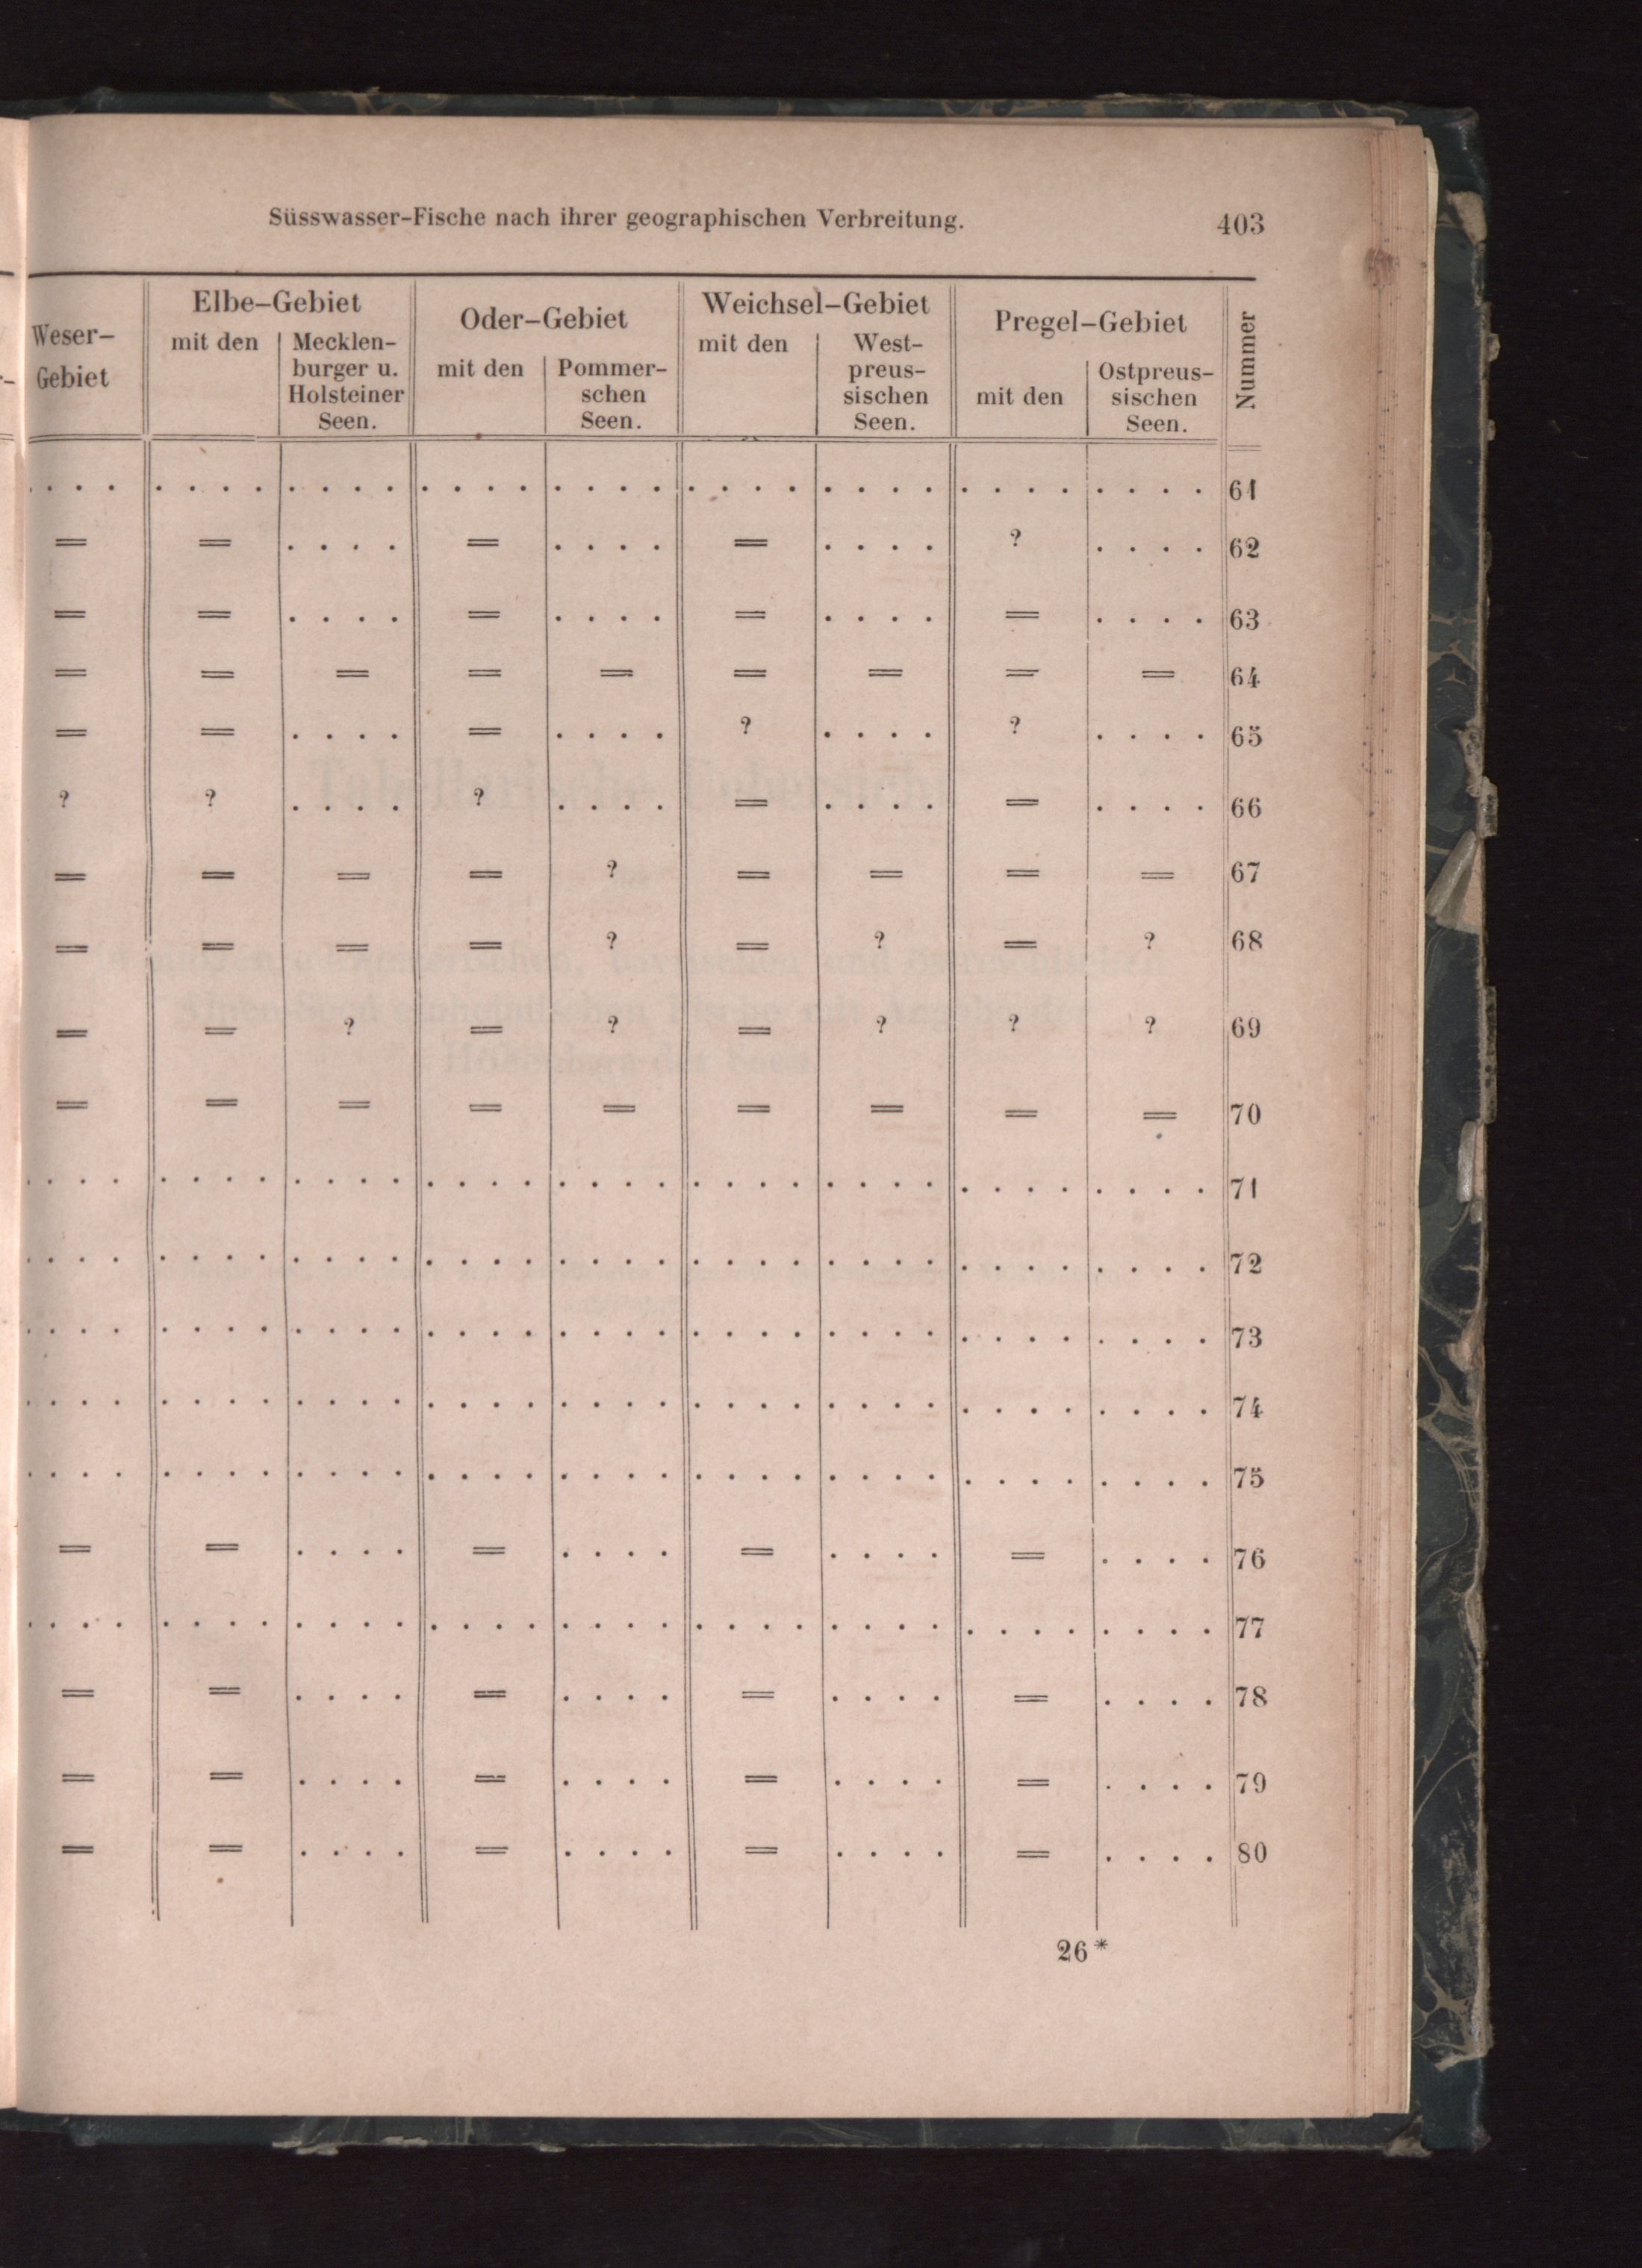 Süsswasser-Fische nach ihrer geographischen Verbreitung. 403
Weser-Gebiet | Elbe-Gebiet mit den | Mecklenburger u. Holsteiner Seen. | Oder-Gebiet mit den | Pommerschen Seen. | Weichsel-Gebiet mit den | Westpreussischen Seen. | Pregel-Gebiet mit den | Ostpreussischen Seen. | Nummer
. . . . | . . . . | . . . . | . . . . | . . . . | . . . . | . . . . | . . . . | . . . . | 61
= | = | . . . . | = | . . . . | = | . . . . | ? | . . . . | 62
= | = | . . . . | = | . . . . | = | . . . . | = | . . . . | 63
= | = | = | = | = | = | = | = | = | 64
= | = | . . . . | = | . . . . | ? | . . . . | ? | . . . . | 65
? | ? | . . . . | ? | . . . . | = | . . . . | = | . . . . | 66
= | = | = | = | ? | = | = | = | = | 67
= | = | = | = | ? | = | ? | = | ? | 68
= | = | ? | = | ? | = | ? | ? | ? | 69
= | = | = | = | = | = | = | = | = | 70
. . . . | . . . . | . . . . | . . . . | . . . . | . . . . | . . . . | . . . . | . . . . | 71
. . . . | . . . . | . . . . | . . . . | . . . . | . . . . | . . . . | . . . . | . . . . | 72
. . . . | . . . . | . . . . | . . . . | . . . . | . . . . | . . . . | . . . . | . . . . | 73
. . . . | . . . . | . . . . | . . . . | . . . . | . . . . | . . . . | . . . . | . . . . | 74
. . . . | . . . . | . . . . | . . . . | . . . . | . . . . | . . . . | . . . . | . . . . | 75
= | = | . . . . | = | . . . . | = | . . . . | = | . . . . | 76
. . . . | . . . . | . . . . | . . . . | . . . . | . . . . | . . . . | . . . . | . . . . | 77
= | = | . . . . | = | . . . . | = | . . . . | = | . . . . | 78
= | = | . . . . | = | . . . . | = | . . . . | = | . . . . | 79
= | = | . . . . | = | . . . . | = | . . . . | = | . . . . | 80
26*